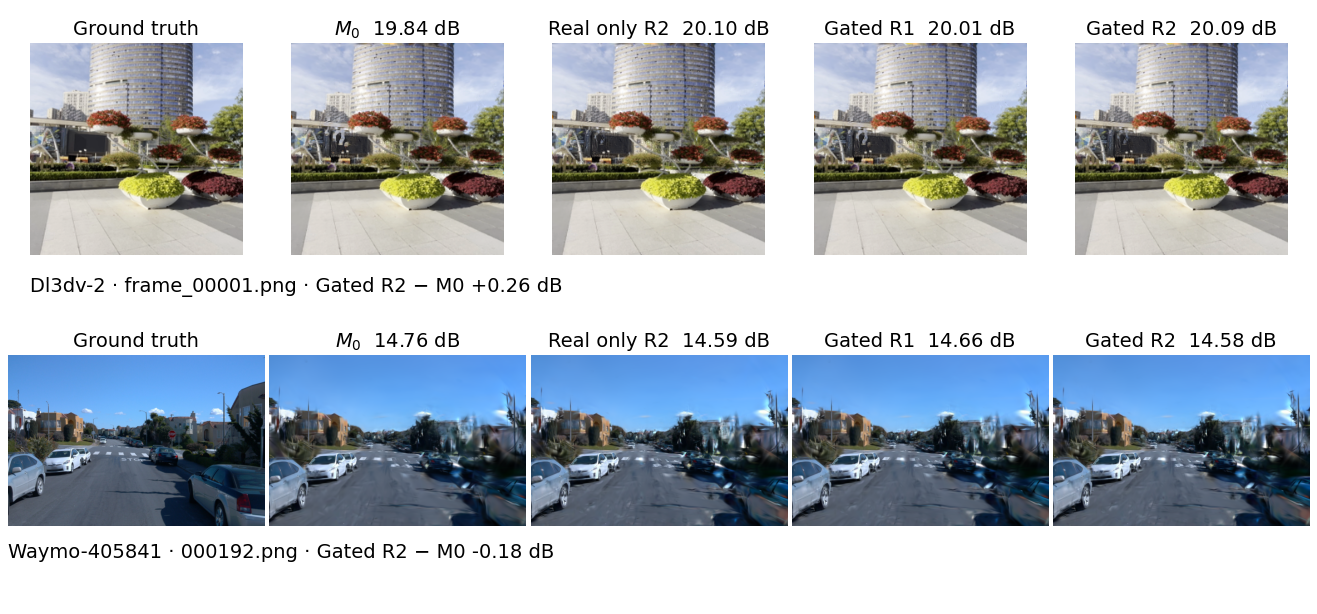 Ground truth
M₀ 19.84 dB
Real only R2 20.10 dB
Gated R1 20.01 dB
Gated R2 20.09 dB
Dl3dv-2 · frame_00001.png · Gated R2 − M0 +0.26 dB
Ground truth
M₀ 14.76 dB
Real only R2 14.59 dB
Gated R1 14.66 dB
Gated R2 14.58 dB
Waymo-405841 · 000192.png · Gated R2 − M0 -0.18 dB